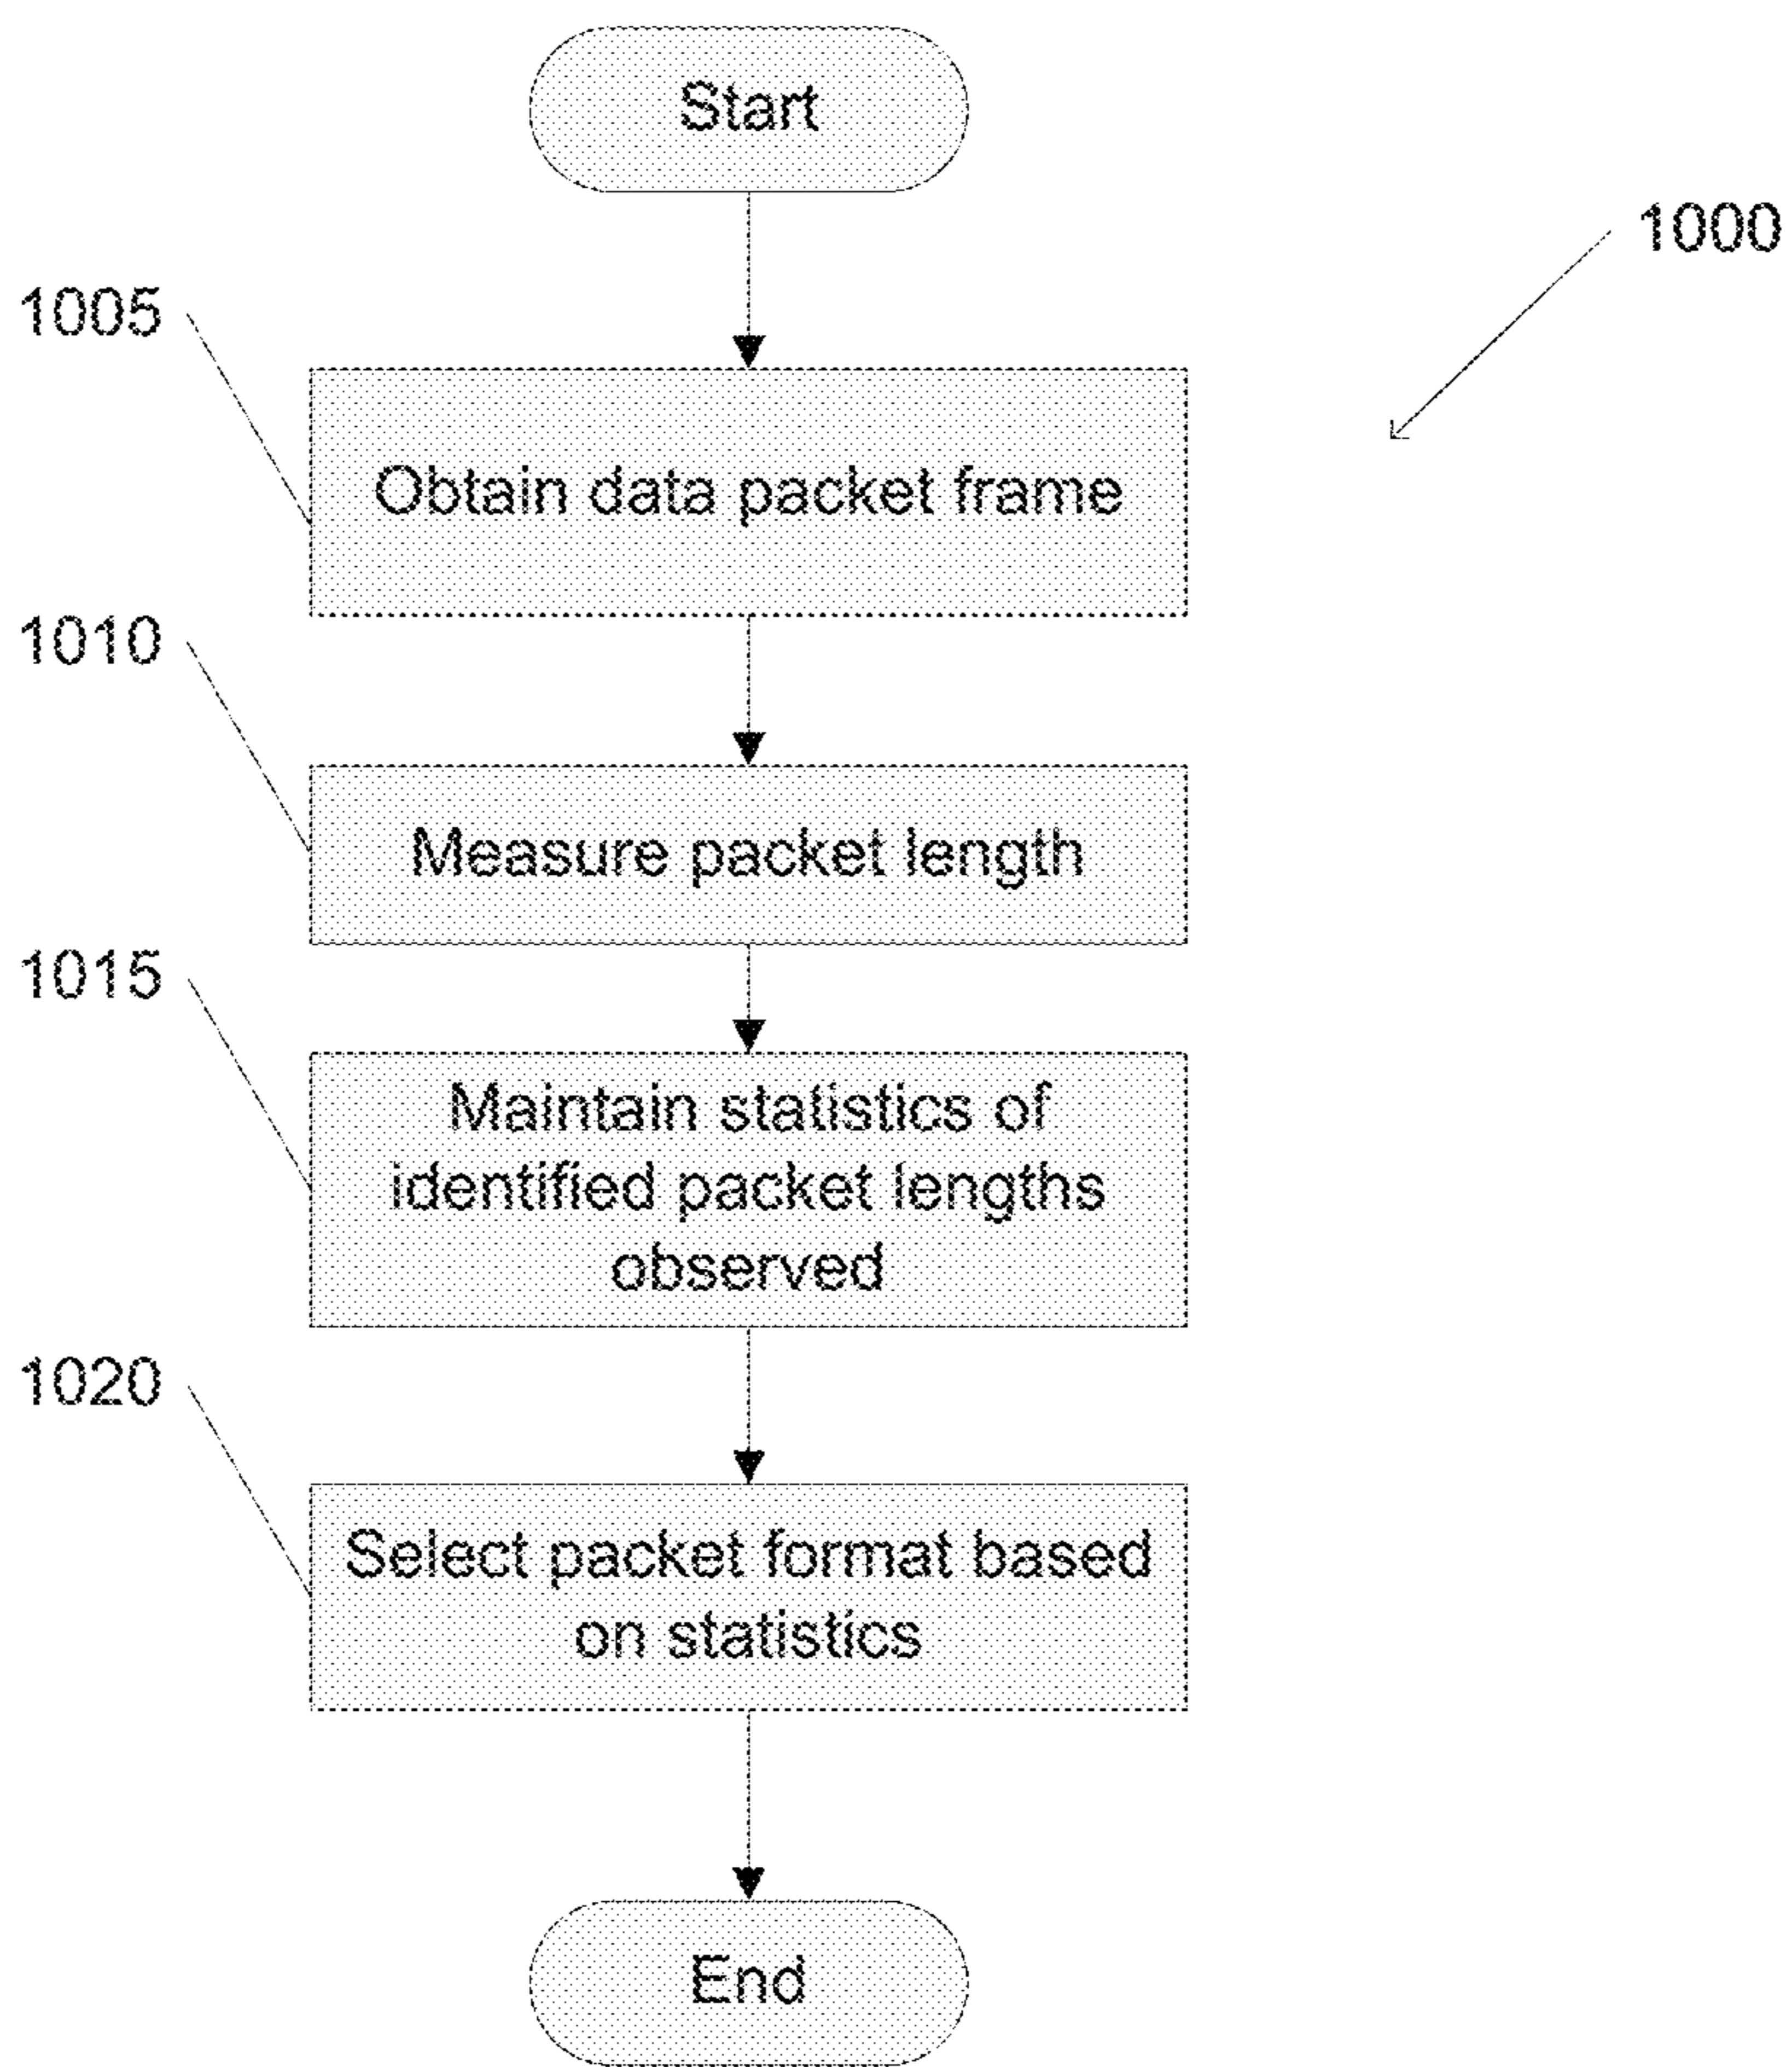 Start
1000
1005
Obtain data packet frame
1010
Measure packet length
1015
Maintain statistics of
identified packet lengths
observed
1020
Select packet format based
on statistics
End